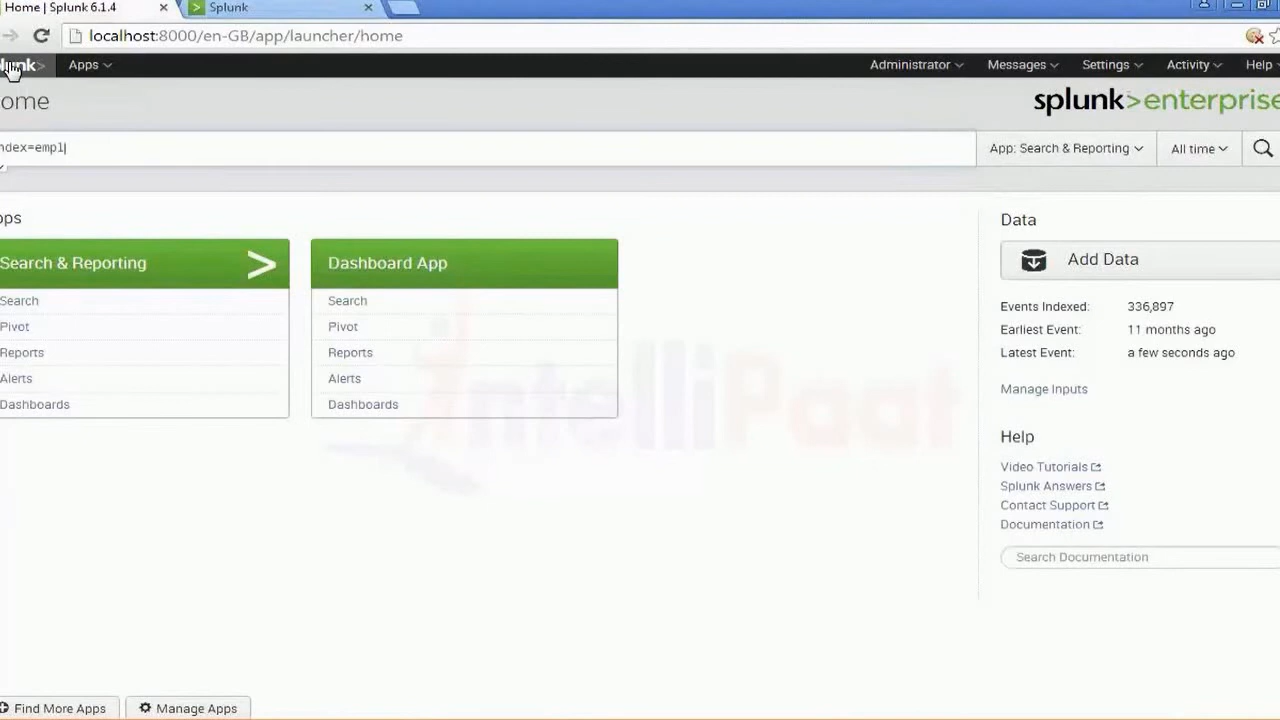 Home | Splunk 6.1.4
Splunk
localhost:8000/en-GB/app/launcher/home
lunk>
Apps
Administrator
Messages
Settings
Activity
Help
ome
splunk>enterprise
ndex=empl
App: Search & Reporting
All time
pps
Data
Search & Reporting
Dashboard App
Add Data
Search
Search
Pivot
Pivot
Reports
Reports
Alerts
Alerts
Dashboards
Dashboards
Events Indexed: 336,897
Earliest Event: 11 months ago
Latest Event: a few seconds ago
Manage Inputs
IntelliPaat
Help
Video Tutorials
Splunk Answers
Contact Support
Documentation
Search Documentation
Find More Apps
Manage Apps